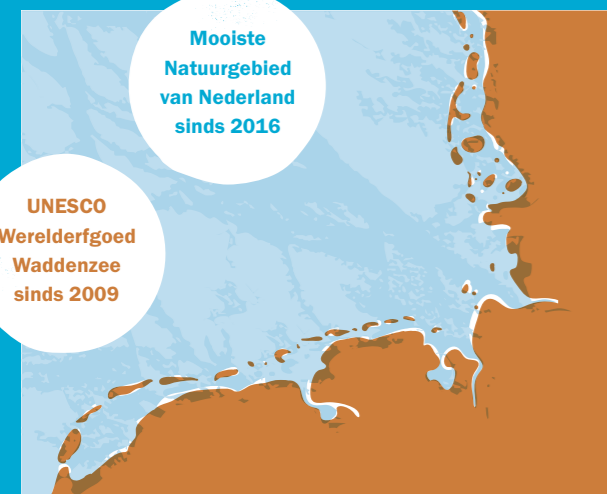 Mooiste
Natuurgebied
van Nederland
sinds 2016
UNESCO
Werelderfgoed
Waddenzee
sinds 2009